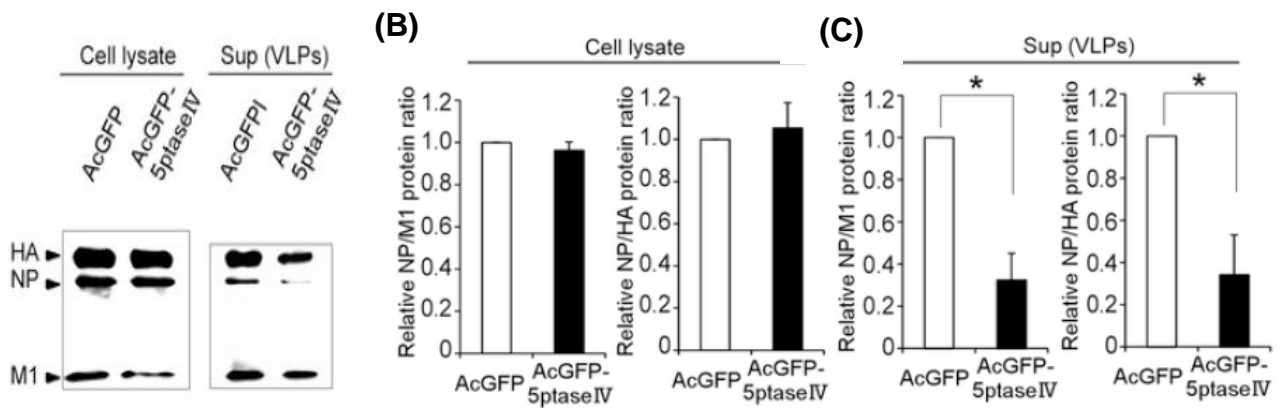 Cell lysate
Sup (VLPs)
AcGFP
AcGFP-
5ptaseⅣ
AcGFPI
AcGFP-
5ptaseⅣ
HA
NP
M1
(B)
Cell lysate
Relative NP/M1 protein ratio
1.2
1.0
0.8
0.6
0.4
0.2
0
AcGFP
AcGFP-
5ptaseⅣ
Relative NP/HA protein ratio
1.2
1.0
0.8
0.6
0.4
0.2
0
AcGFP
AcGFP-
5ptaseⅣ
(C)
Sup (VLPs)
Relative NP/M1 protein ratio
1.2
1.0
0.8
0.6
0.4
0.2
0
*
AcGFP
AcGFP-
5ptaseⅣ
Relative NP/HA protein ratio
1.2
1.0
0.8
0.6
0.4
0.2
0
*
AcGFP
AcGFP-
5ptaseⅣ